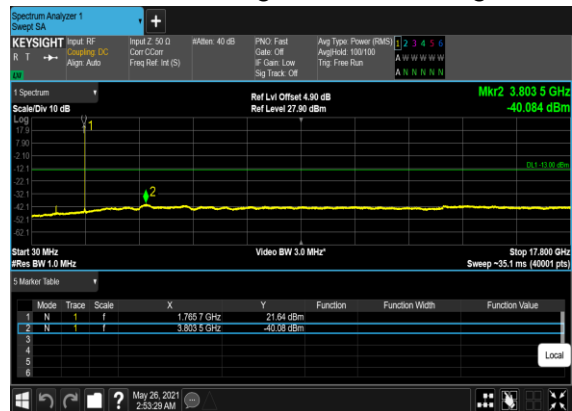 Spectrum Analyzer 1
Swept SA
+
KEYSIGHT Input: RF Input Z: 50 Ω #Atten: 40 dB PNO: Fast Avg Type: Power (RMS) 1 2 3 4 5 6
R T Coupling: DC Corr CCorr Gate: Off Avg|Hold: 100/100 A W W W W W
Align: Auto Freq Ref: Int (S) IF Gain: Low Trig: Free Run
LW Sig Track: Off A N N N N N
1 Spectrum Ref Lvl Offset 4.90 dB Mkr2 3.803 5 GHz
Scale/Div 10 dB Ref Level 27.90 dBm -40.084 dBm
Log
1
17.9
7.90
-2.10
-12.1 DL1 -13.00 dBm
-22.1
-32.1 2
-42.1
-52.1
-62.1
Start 30 MHz Video BW 3.0 MHz* Stop 17.800 GHz
#Res BW 1.0 MHz Sweep ~35.1 ms (40001 pts)
5 Marker Table
Mode Trace Scale X Y Function Function Width Function Value
1 N 1 f 1.765 7 GHz 21.64 dBm
2 N 1 f 3.803 5 GHz -40.08 dBm
3
4
5
6
Local
? May 26, 2021
2:53:29 AM